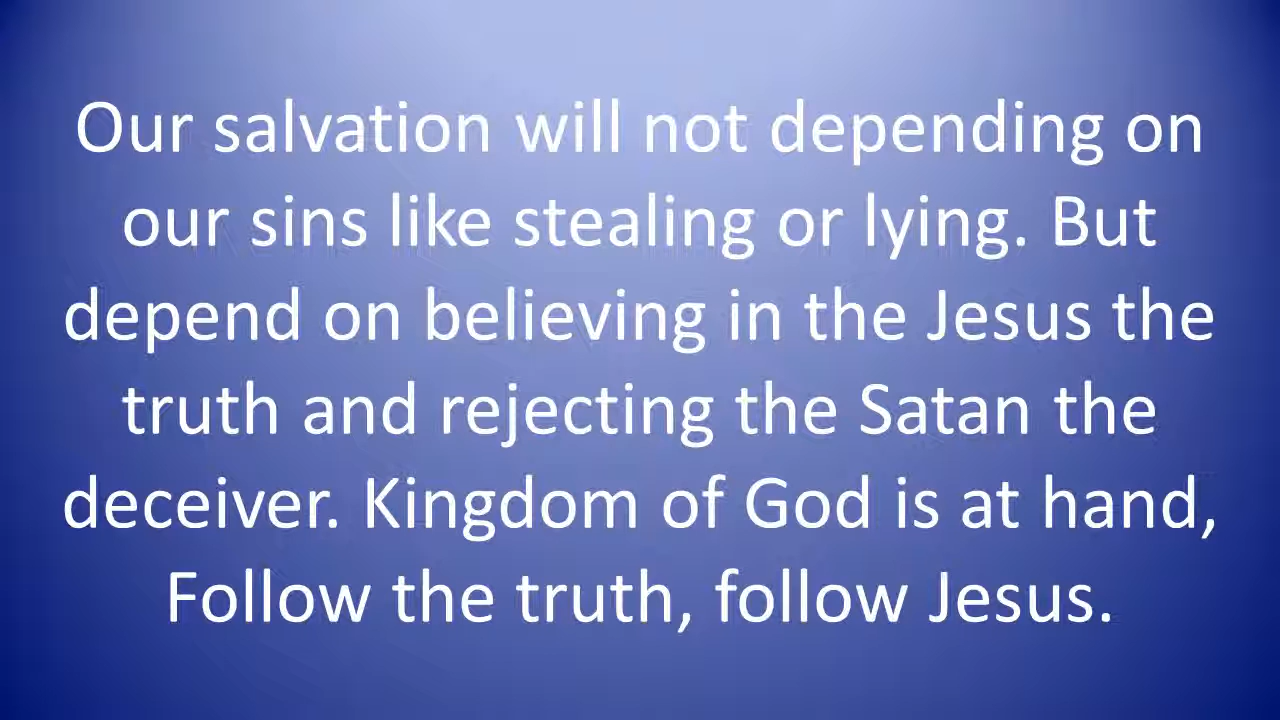 Our salvation will not depending on
our sins like stealing or lying. But
depend on believing in the Jesus the
truth and rejecting the Satan the
deceiver. Kingdom of God is at hand,
Follow the truth, follow Jesus.